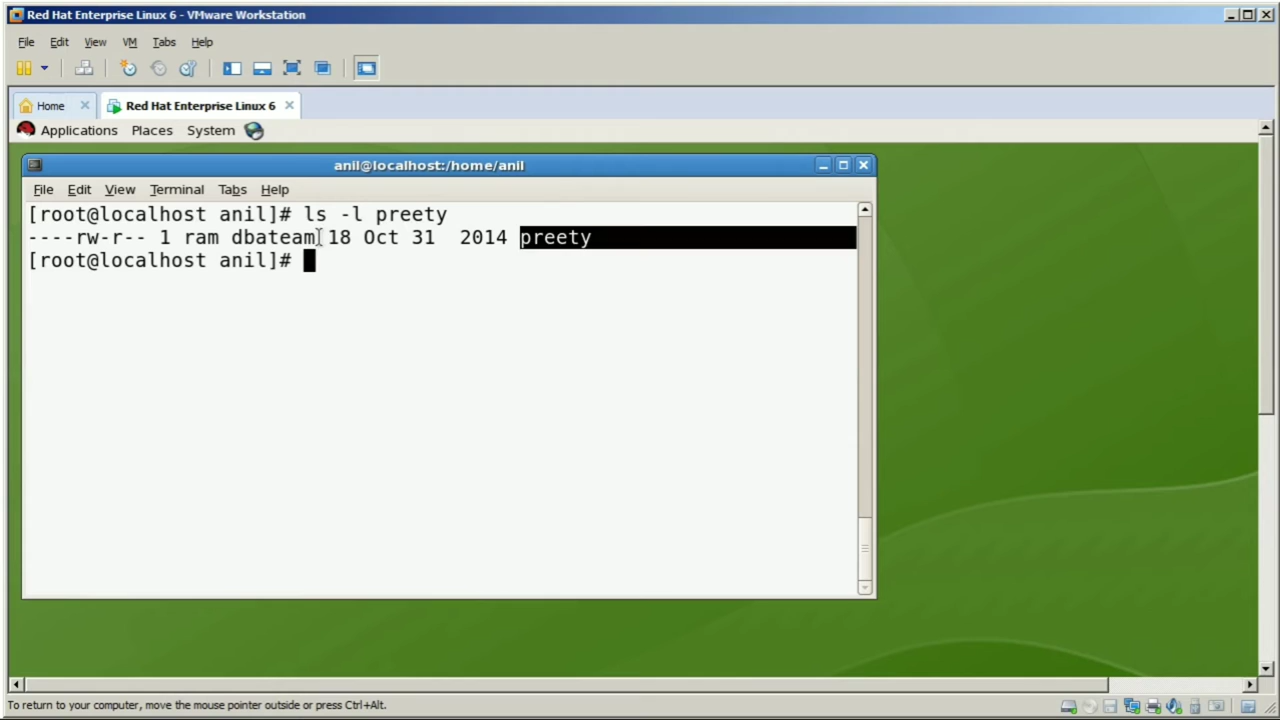 Red Hat Enterprise Linux 6 - VMware Workstation
File Edit View VM Tabs Help
Home Red Hat Enterprise Linux 6
Applications Places System
anil@localhost:/home/anil
File Edit View Terminal Tabs Help
[root@localhost anil]# ls -l preety
----rw-r-- 1 ram dbateam 18 Oct 31  2014 preety
[root@localhost anil]#
To return to your computer, move the mouse pointer outside or press Ctrl+Alt.